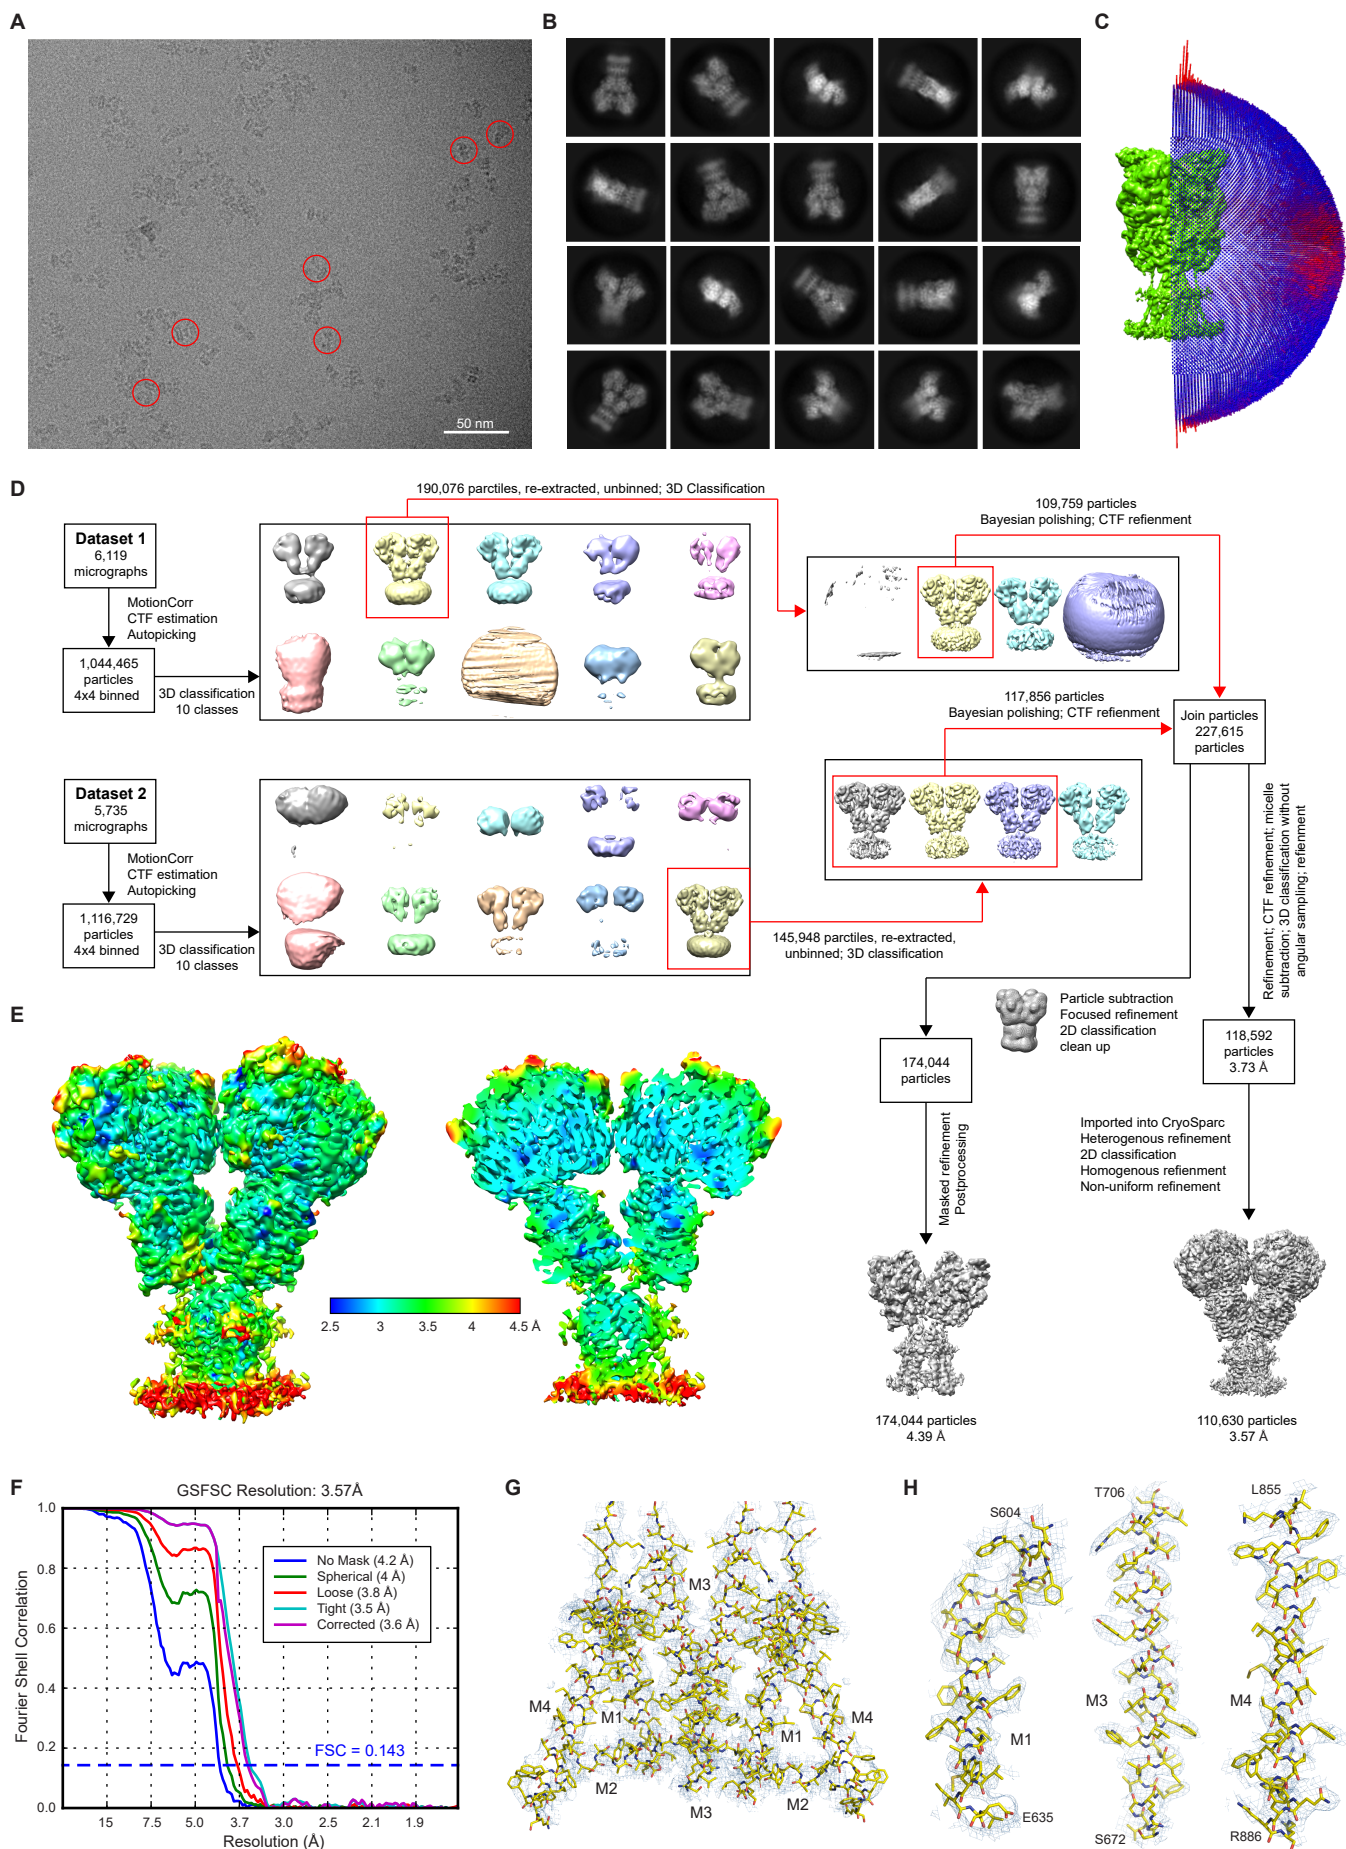 A
50 nm
B
C
D
190,076 parctiles, re-extracted, unbinned; 3D Classification
109,759 particles
Bayesian polishing; CTF refienment
Dataset 1
6,119
micrographs
MotionCorr
CTF estimation
Autopicking
1,044,465
particles
4x4 binned
3D classification
10 classes
117,856 particles
Bayesian polishing; CTF refienment
Join particles
227,615
particles
Dataset 2
5,735
micrographs
MotionCorr
CTF estimation
Autopicking
1,116,729
particles
4x4 binned
3D classification
10 classes
145,948 parctiles, re-extracted,
unbinned; 3D classification
Refinement; CTF refinement; micelle
subtraction; 3D classification without
angular sampling; refienment
Particle subtraction
Focused refinement
2D classification
clean up
174,044
particles
118,592
particles
3.73 Å
Masked refinement
Postprocessing
Imported into CryoSparc
Heterogenous refinement
2D classification
Homogenous refienment
Non-uniform refinement
174,044 particles
4.39 Å
110,630 particles
3.57 Å
E
2.5 3 3.5 4 4.5 Å
F
GSFSC Resolution: 3.57Å
Fourier Shell Correlation
1.0
0.8
0.6
0.4
0.2
0.0
No Mask (4.2 Å)
Spherical (4 Å)
Loose (3.8 Å)
Tight (3.5 Å)
Corrected (3.6 Å)
FSC = 0.143
15 7.5 5.0 3.7 3.0 2.5 2.1 1.9
Resolution (Å)
G
M3
M4
M1
M1
M4
M2
M3
M2
H
S604
M1
E635
T706
M3
S672
L855
M4
R886